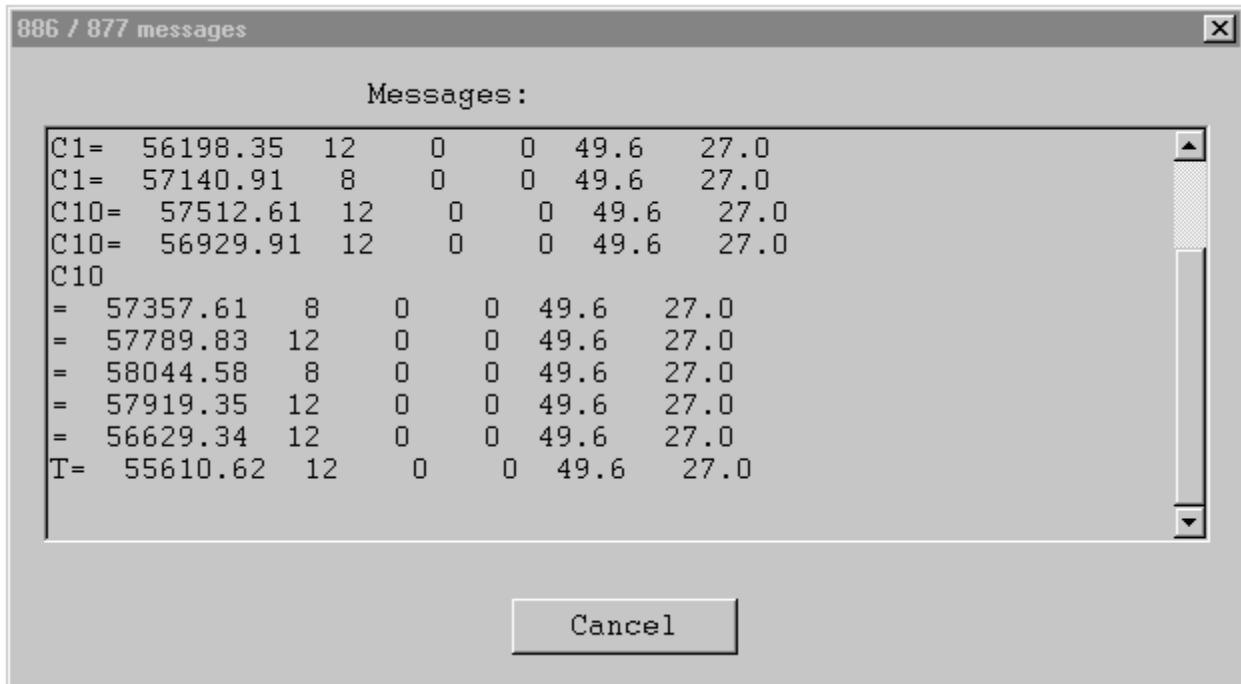 886 / 877 messages
Messages:
C1=  56198.35  12    0    0  49.6   27.0
C1=  57140.91   8    0    0  49.6   27.0
C10=  57512.61  12    0    0  49.6   27.0
C10=  56929.91  12    0    0  49.6   27.0
C10
=  57357.61   8    0    0  49.6   27.0
=  57789.83  12    0    0  49.6   27.0
=  58044.58   8    0    0  49.6   27.0
=  57919.35  12    0    0  49.6   27.0
=  56629.34  12    0    0  49.6   27.0
T=  55610.62  12    0    0  49.6   27.0
Cancel